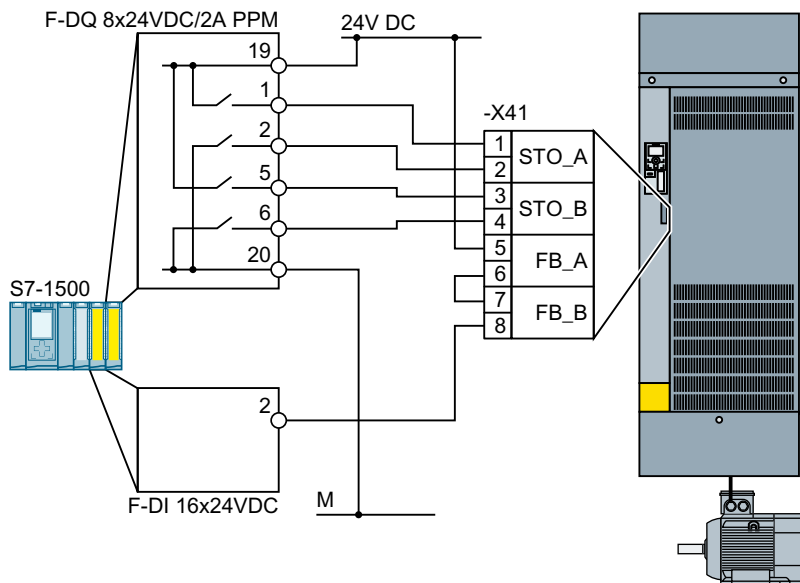 F-DQ 8x24VDC/2A PPM
24V DC
19
1
2
5
6
20
-X41
1
2
3
4
5
6
7
8
STO_A
STO_B
FB_A
FB_B
S7-1500
2
F-DI 16x24VDC
M